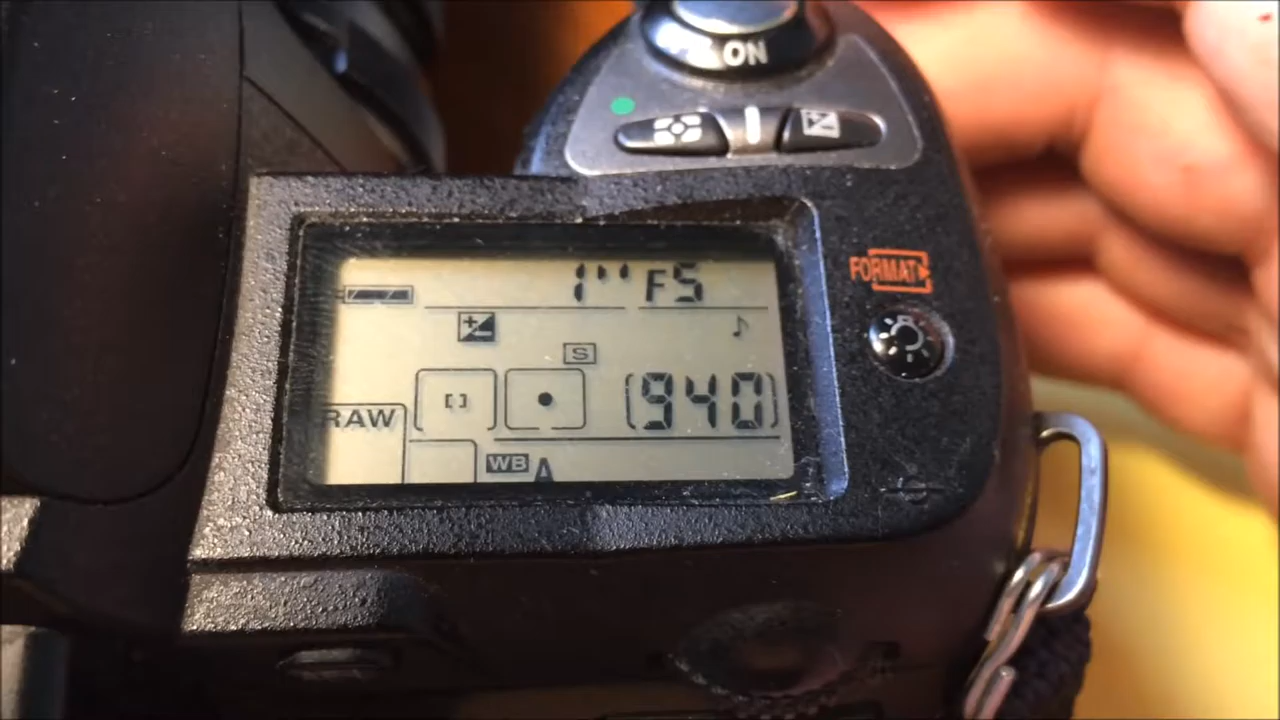 ON
1" F5
FORMAT
S
RAW [940]
WB A